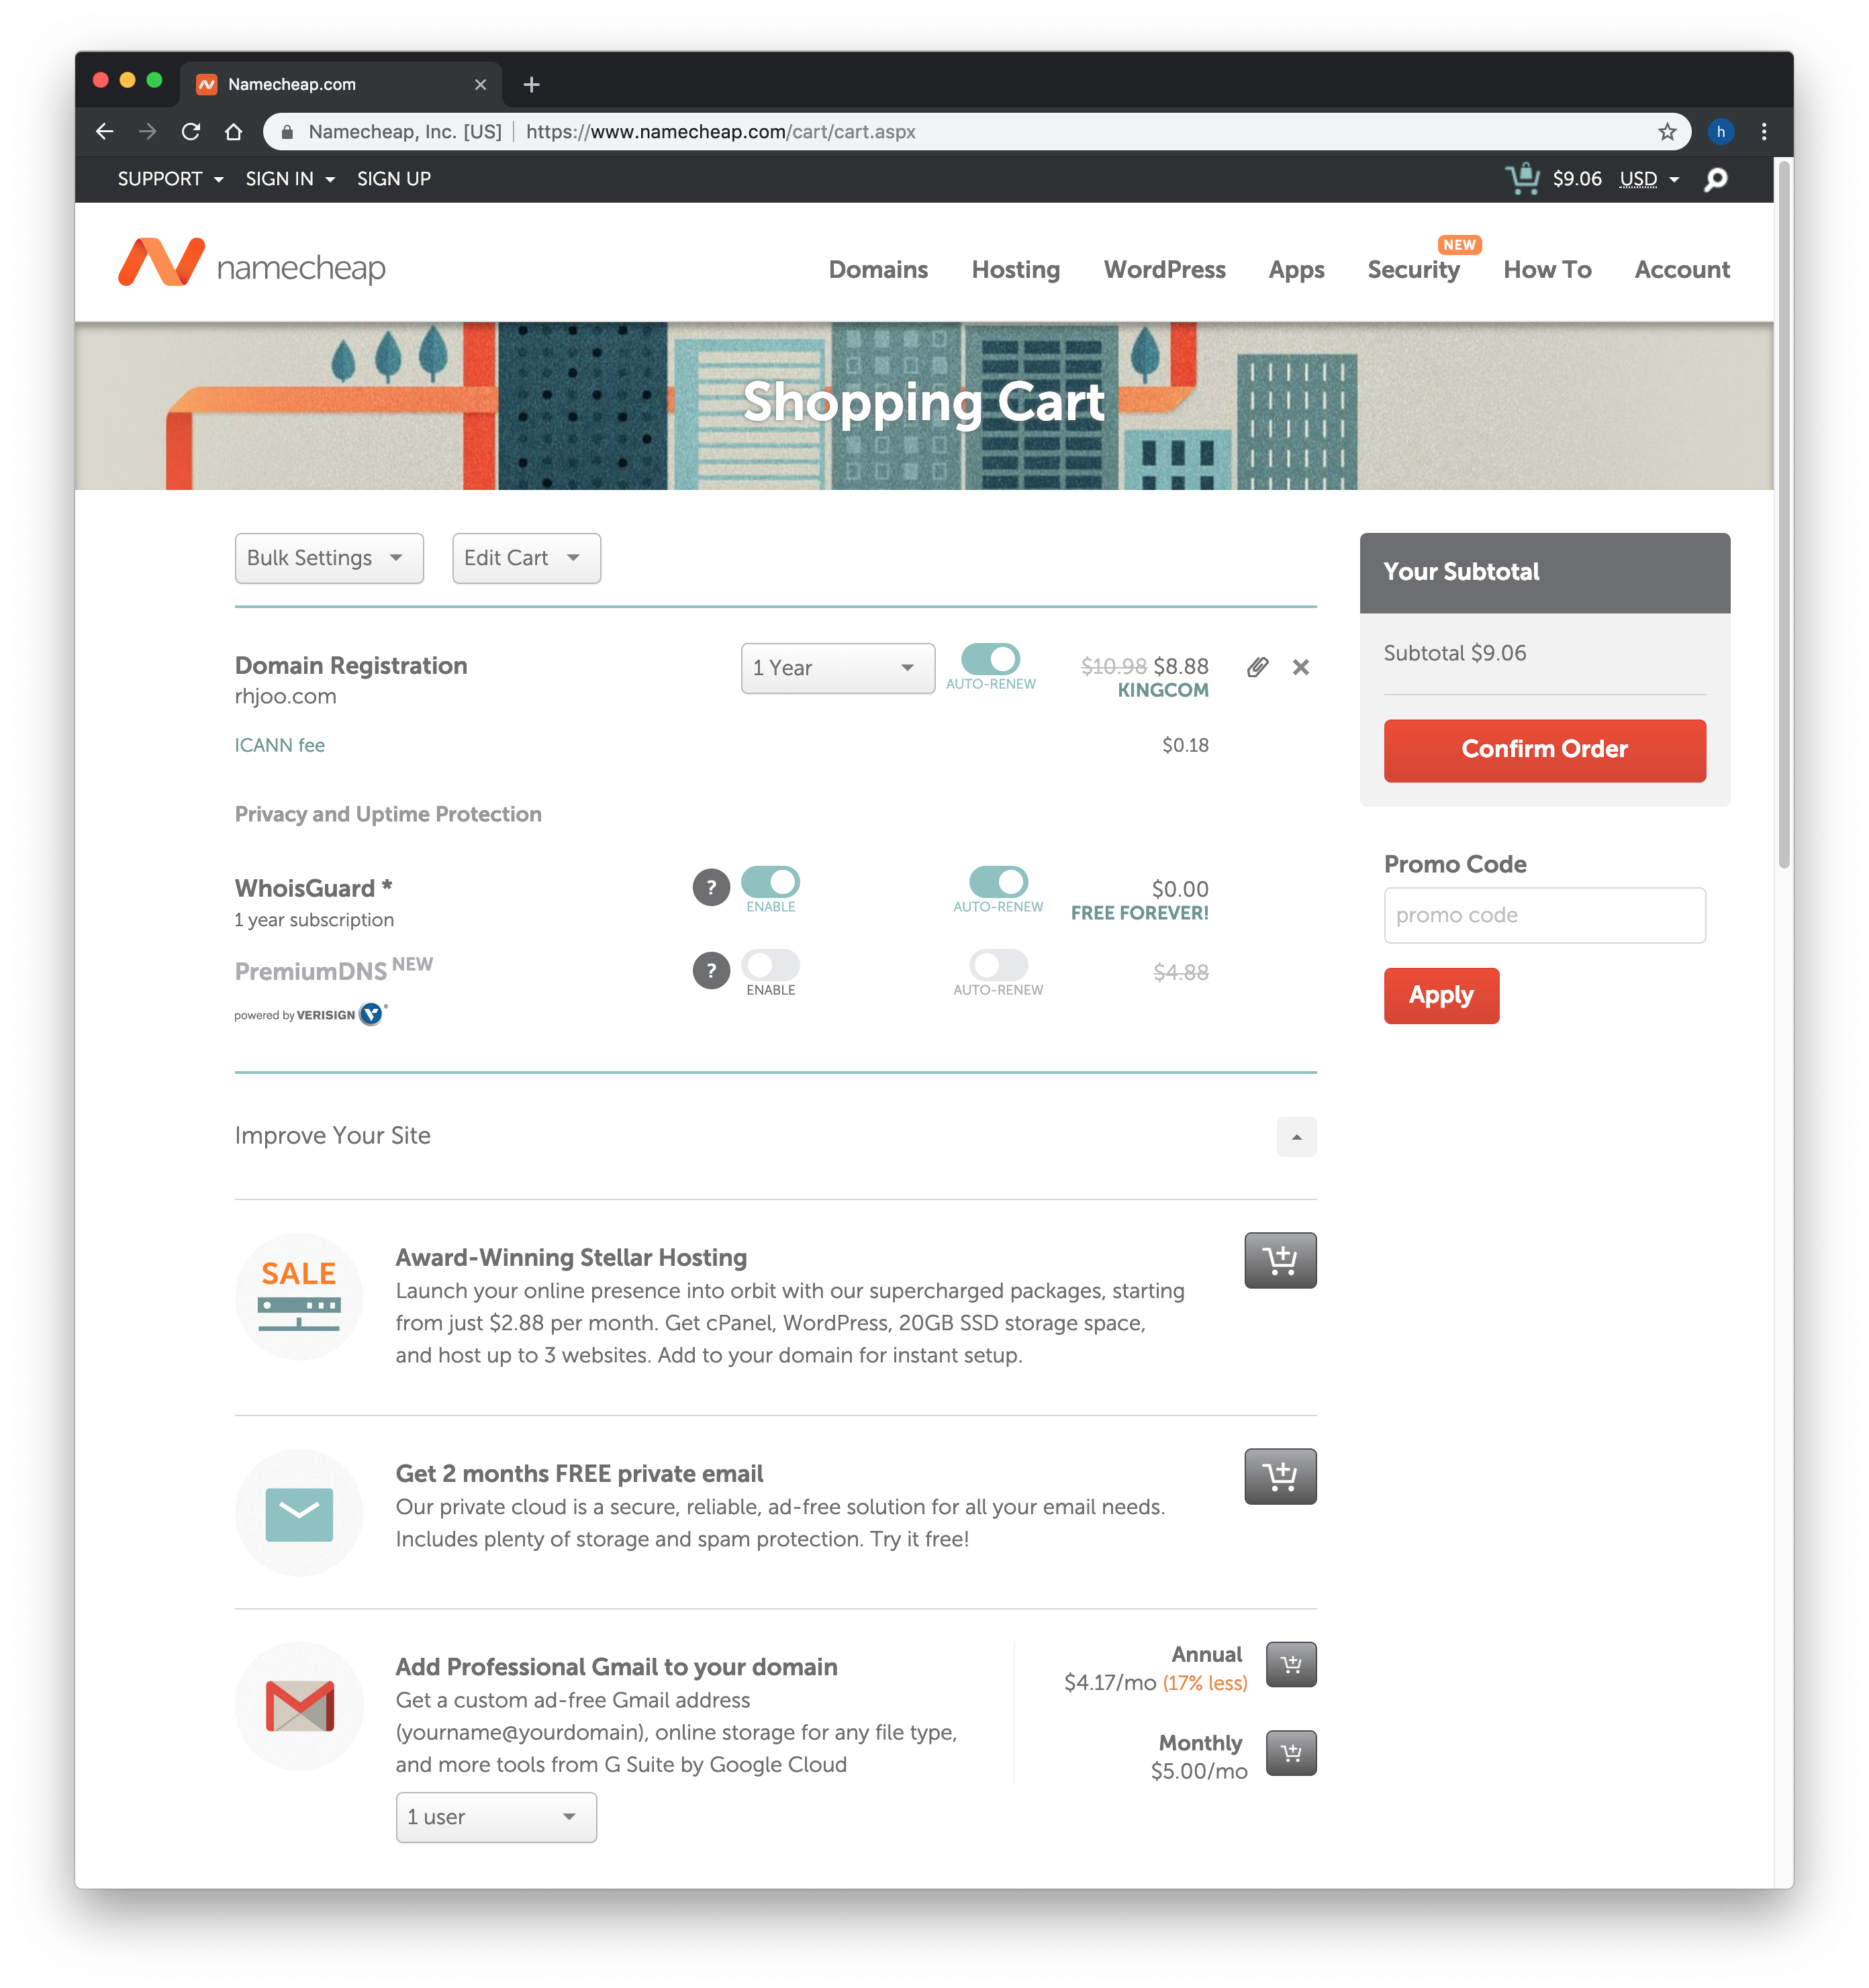 Namecheap.com
Namecheap, Inc. [US] https://www.namecheap.com/cart/cart.aspx
h
SUPPORT SIGN IN SIGN UP $9.06 USD
namecheap
NEW
Domains Hosting WordPress Apps Security How To Account
Shopping Cart
Bulk Settings Edit Cart
Your Subtotal
Subtotal $9.06
Confirm Order
Domain Registration 1 Year $10.98 $8.88
AUTO-RENEW KINGCOM
rhjoo.com
ICANN fee $0.18
Privacy and Uptime Protection
WhoisGuard * ? $0.00
ENABLE AUTO-RENEW FREE FOREVER!
1 year subscription
PremiumDNS NEW ? $4.88
ENABLE AUTO-RENEW
powered by VERISIGN
Promo Code
promo code
Apply
Improve Your Site
SALE
Award-Winning Stellar Hosting
Launch your online presence into orbit with our supercharged packages, starting
from just $2.88 per month. Get cPanel, WordPress, 20GB SSD storage space,
and host up to 3 websites. Add to your domain for instant setup.
Get 2 months FREE private email
Our private cloud is a secure, reliable, ad-free solution for all your email needs.
Includes plenty of storage and spam protection. Try it free!
Add Professional Gmail to your domain
Get a custom ad-free Gmail address
(yourname@yourdomain), online storage for any file type,
and more tools from G Suite by Google Cloud
1 user
Annual
$4.17/mo (17% less)
Monthly
$5.00/mo